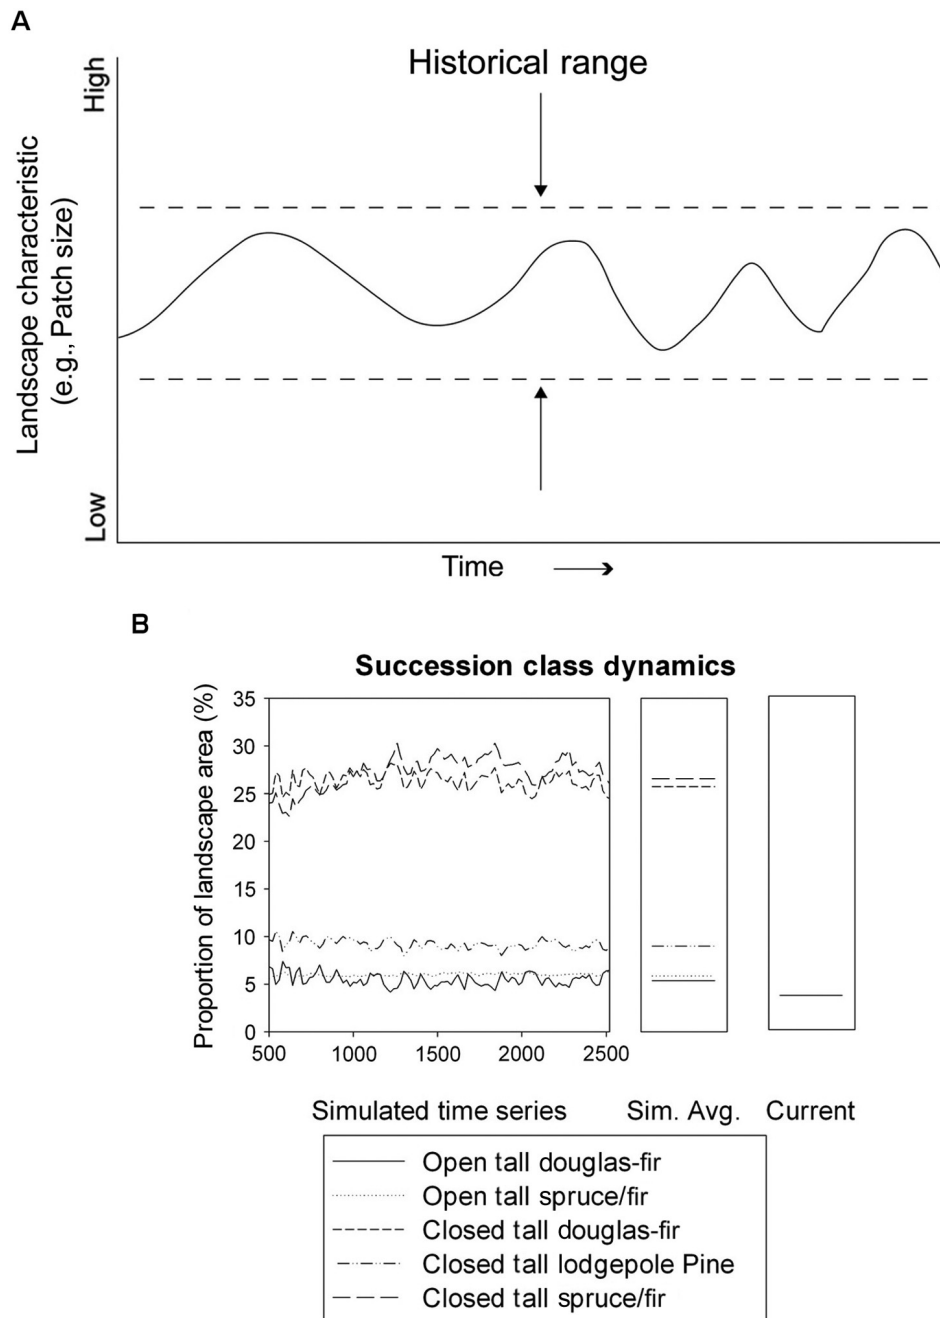 A
Historical range
High
Landscape characteristic
(e.g., Patch size)
Low
Time
B
Succession class dynamics
Proportion of landscape area (%)
35
30
25
20
15
10
5
0
500 1000 1500 2000 2500
Simulated time series Sim. Avg. Current
Open tall douglas-fir
Open tall spruce/fir
Closed tall douglas-fir
Closed tall lodgepole Pine
Closed tall spruce/fir